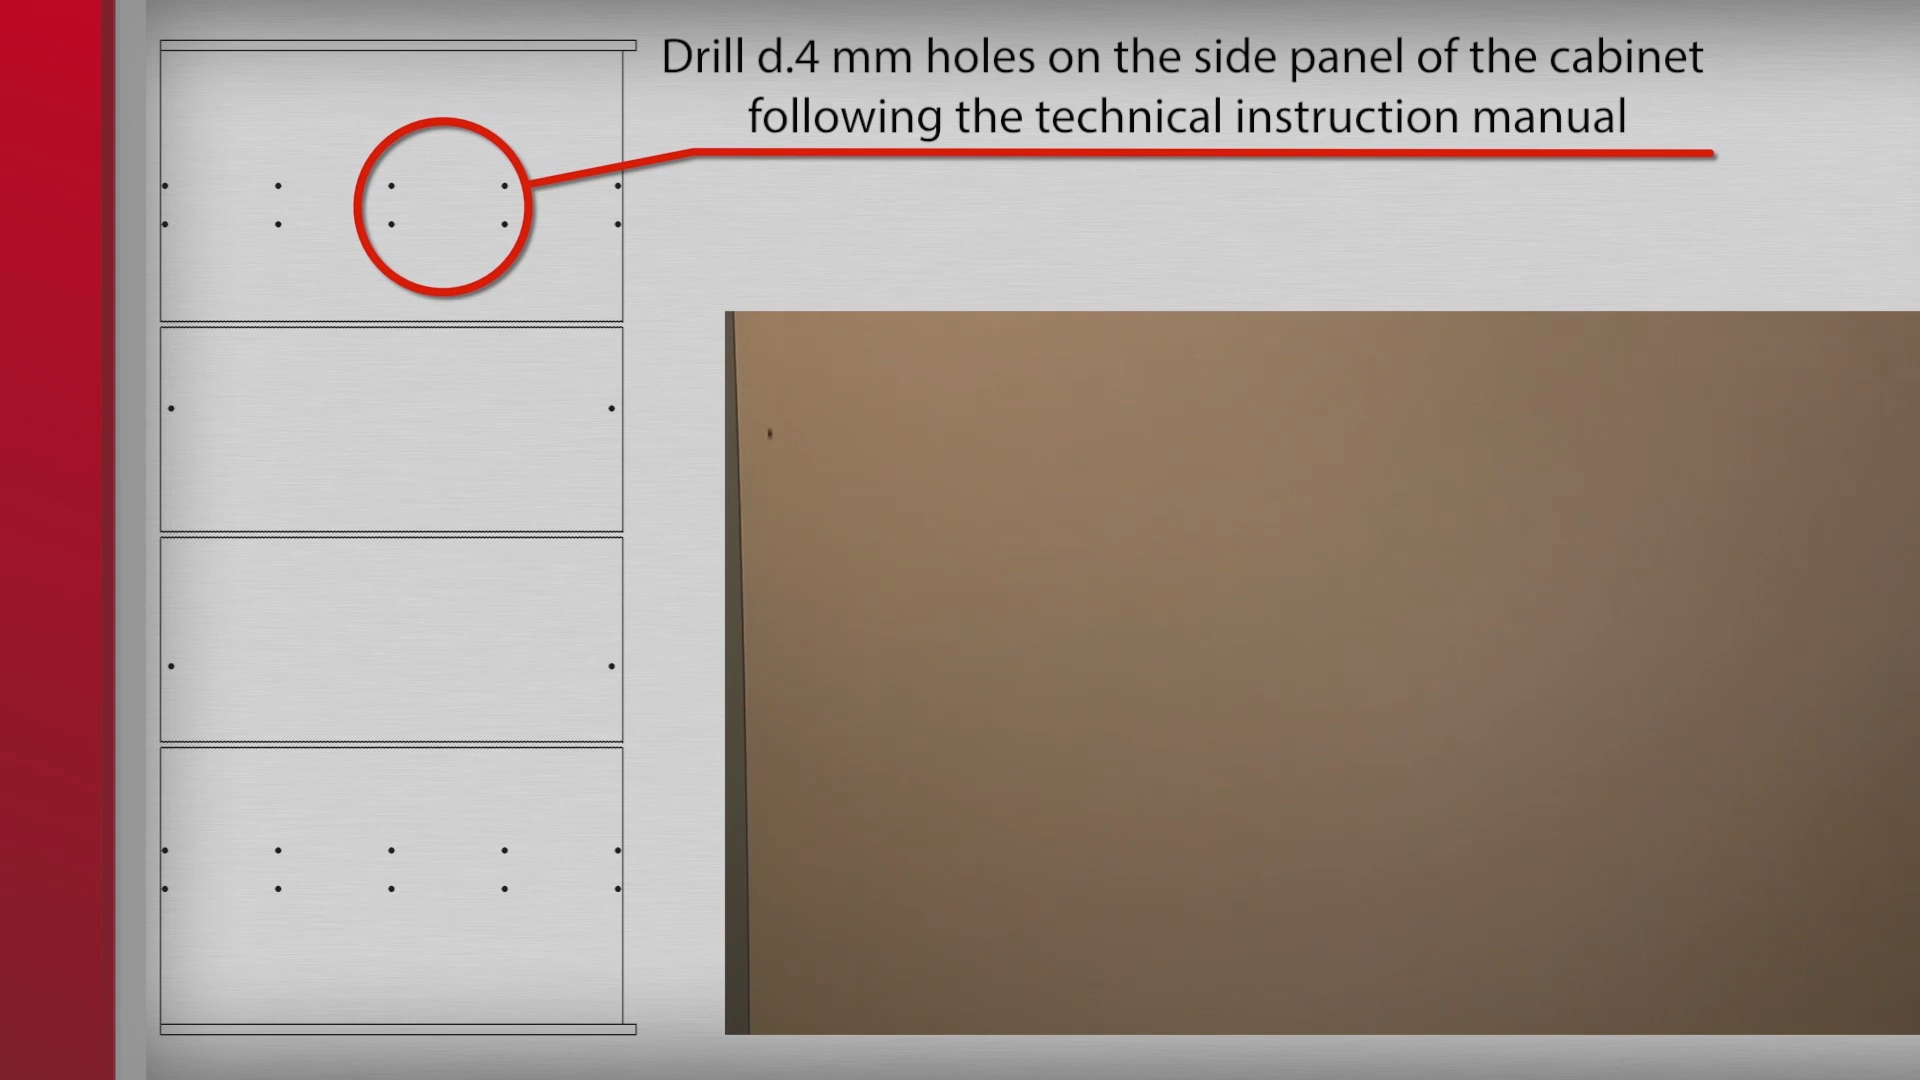 Drill d.4 mm holes on the side panel of the cabinet
following the technical instruction manual